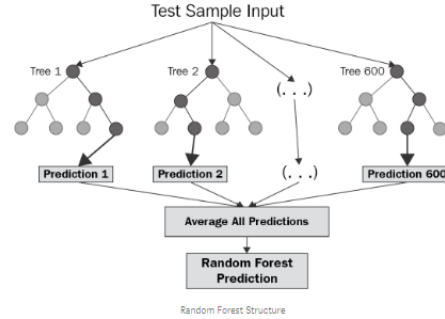 Test Sample Input
Tree 1
Tree 2
(. . .)
Tree 600
Prediction 1
Prediction 2
(. . .)
Prediction 600
Average All Predictions
Random Forest
Prediction
Random Forest Structure